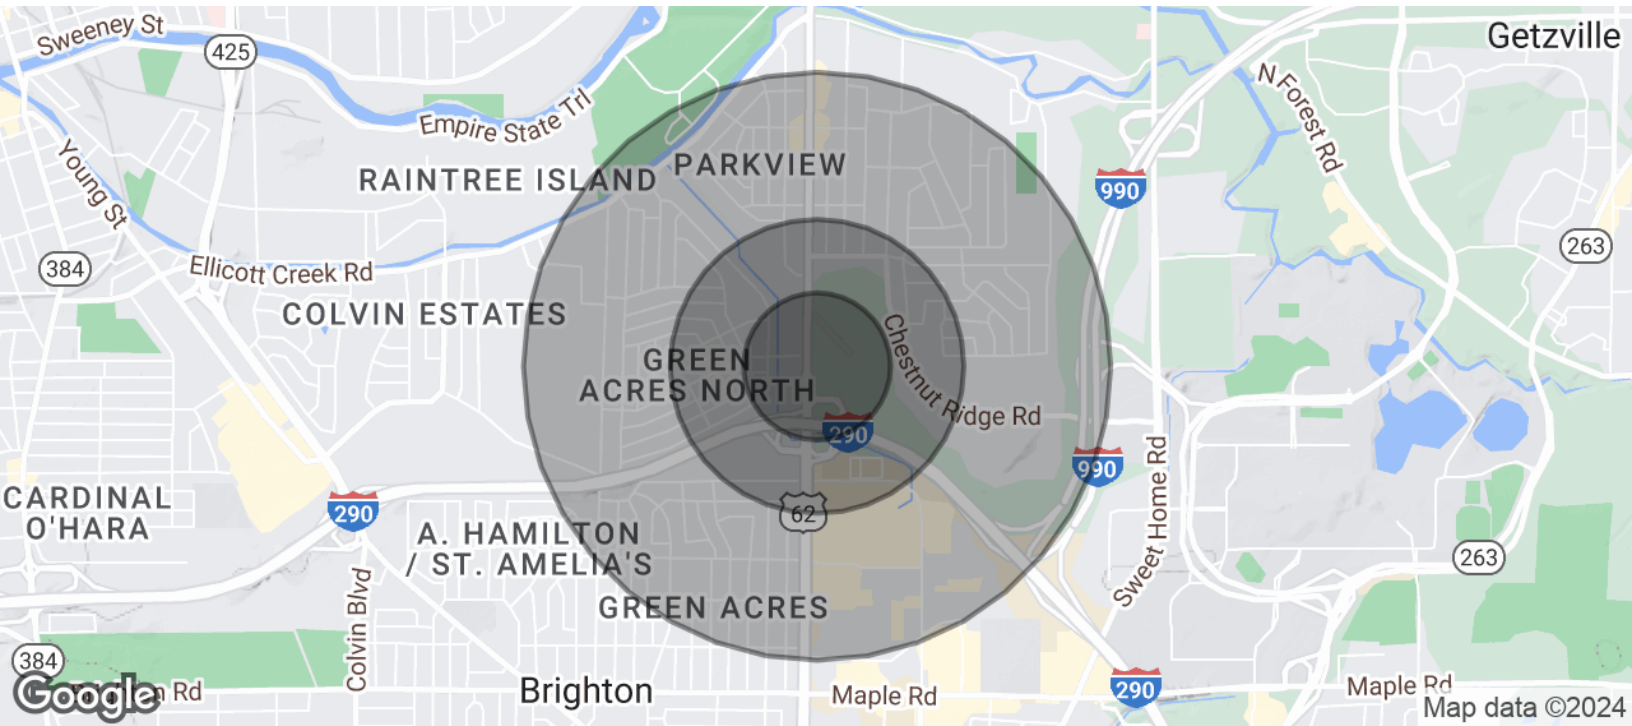 Sweeney St
425
Getzville
N Forest Rd
Empire State Trl
Young St
RAINTREE ISLAND
PARKVIEW
990
263
384
Ellicott Creek Rd
COLVIN ESTATES
GREEN
ACRES NORTH
Chestnut Ridge Rd
290
990
Sweet Home Rd
CARDINAL
O'HARA
290
62
A. HAMILTON
/ ST. AMELIA'S
263
Colvin Blvd
GREEN ACRES
384
Google
Rd
Brighton
Maple Rd
290
Maple Rd
Map data ©2024